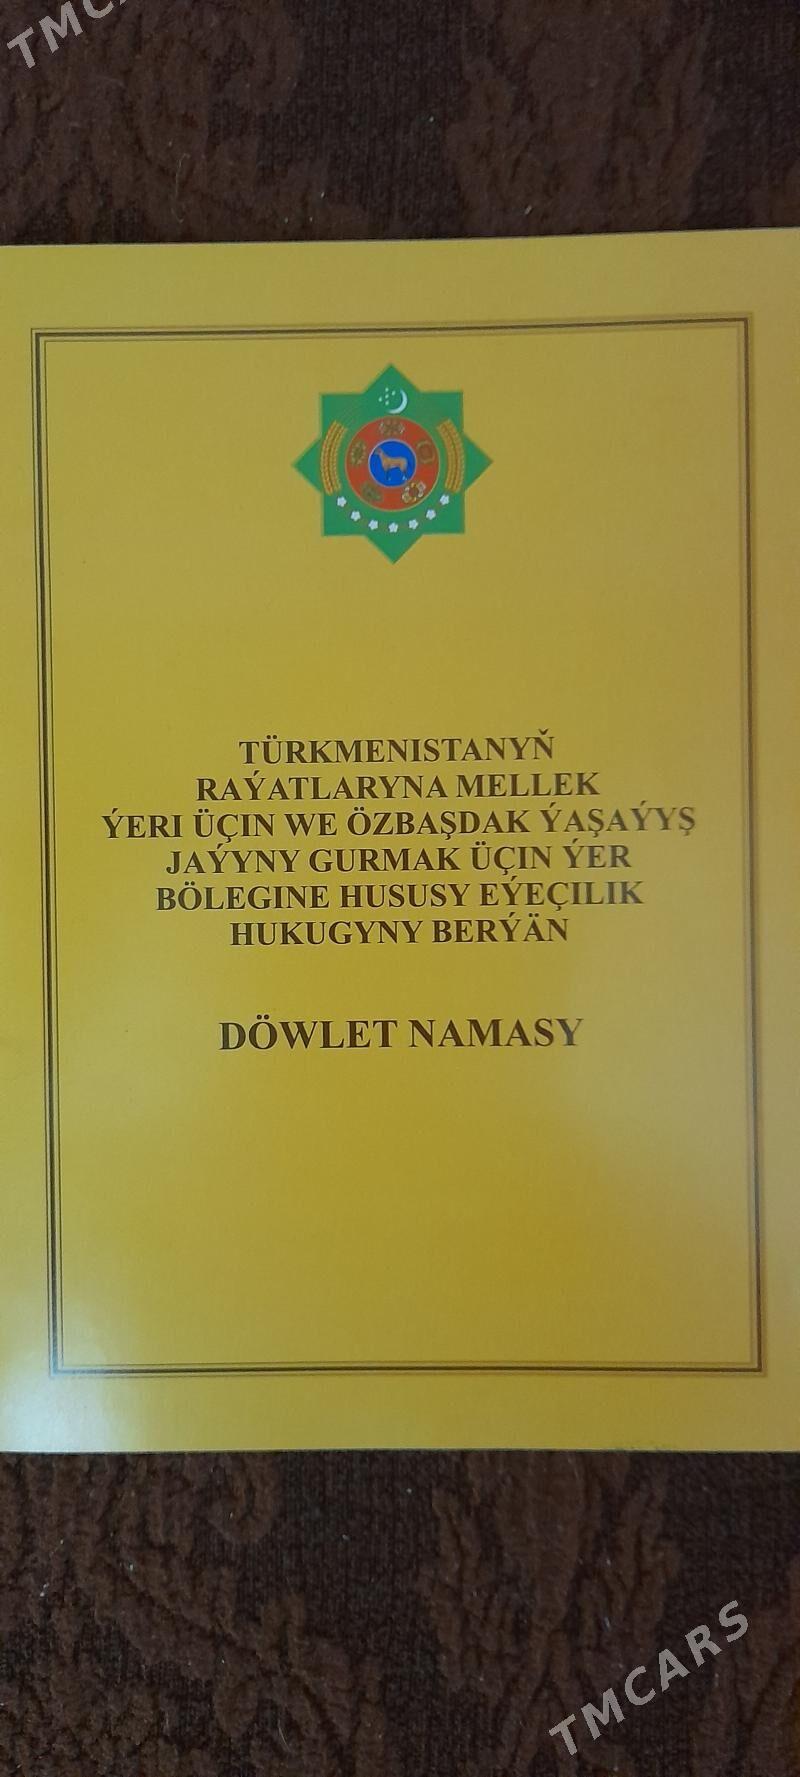 TMCARS
TÜRKMENISTANYŇ
RAÝATLARYNA MELLEK
ÝERI ÜÇIN WE ÖZBAŞDAK ÝAŞAÝYŞ
JAÝYNY GURMAK ÜÇIN ÝER
BÖLEGINE HUSUSY EÝEÇILIK
HUKUGYNY BERÝÄN
DÖWLET NAMASY
TMCARS